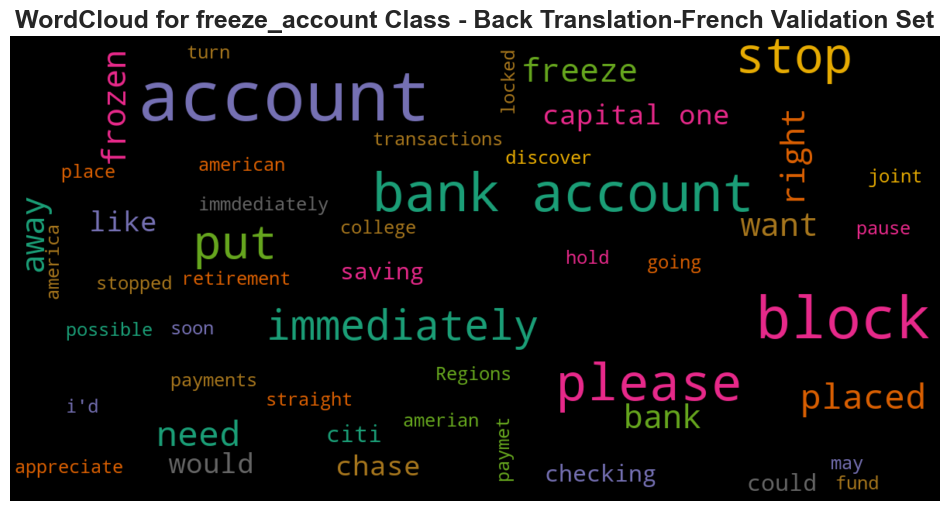 WordCloud for freeze_account Class - Back Translation-French Validation Set
turn
stop
frozen
account
locked
freeze
capital one
right
transactions
discover
american
place
joint
bank account
immdediately
away
like
america
put
college
want
pause
hold
going
saving
stopped
retirement
block
possible
soon
immediately
payments
Regions
please
straight
i'd
placed
bank
amerian
paymet
need
citi
would
chase
appreciate
checking
may
could
fund